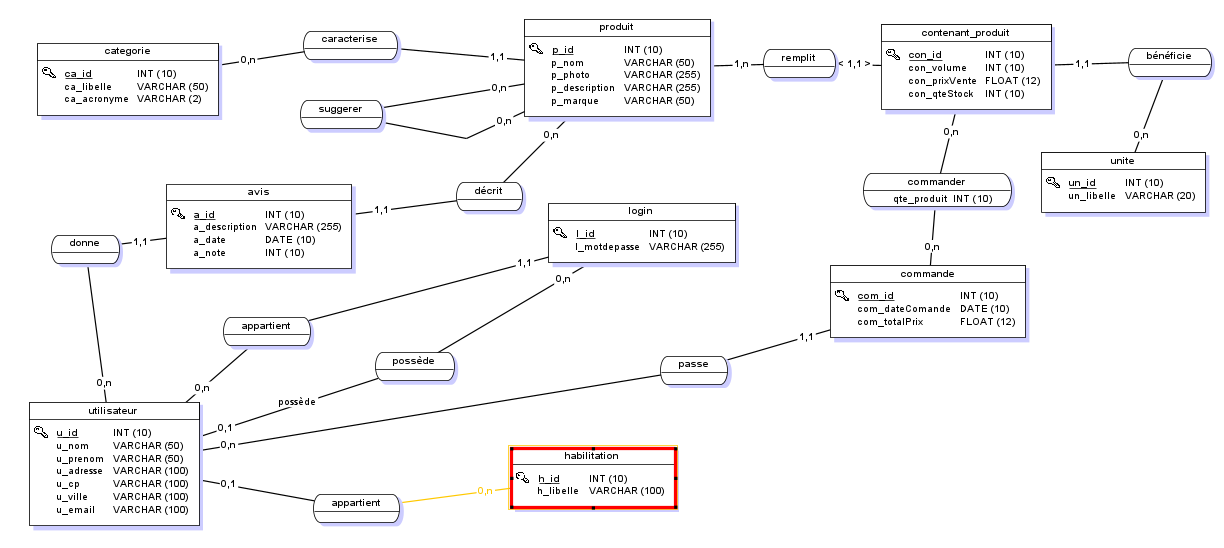 produit
p_id INT (10)
p_nom VARCHAR (50)
p_photo VARCHAR (255)
p_description VARCHAR (255)
p_marque VARCHAR (50)
contenant_produit
con_id INT (10)
con_volume INT (10)
con_prixVente FLOAT (12)
con_qteStock INT (10)
categorie
ca_id INT (10)
ca_libelle VARCHAR (50)
ca_acronyme VARCHAR (2)
caracterise
0,n
1,1
suggerer
0,n
0,n
remplit
1,n
< 1,1 >
bénéficie
1,1
0,n
unite
un_id INT (10)
un_libelle VARCHAR (20)
commander
qte_produit INT (10)
0,n
0,n
décrit
0,n
1,1
avis
a_id INT (10)
a_description VARCHAR (255)
a_date DATE (10)
a_note INT (10)
donne
1,1
0,n
login
l_id INT (10)
l_motdepasse VARCHAR (255)
appartient
1,1
0,n
possède
0,n
possède
0,1
commande
com_id INT (10)
com_dateComande DATE (10)
com_totalPrix FLOAT (12)
passe
1,1
0,n
utilisateur
u_id INT (10)
u_nom VARCHAR (50)
u_prenom VARCHAR (50)
u_adresse VARCHAR (100)
u_cp VARCHAR (100)
u_ville VARCHAR (100)
u_email VARCHAR (100)
appartient
0,1
0,n
habilitation
h_id INT (10)
h_libelle VARCHAR (100)